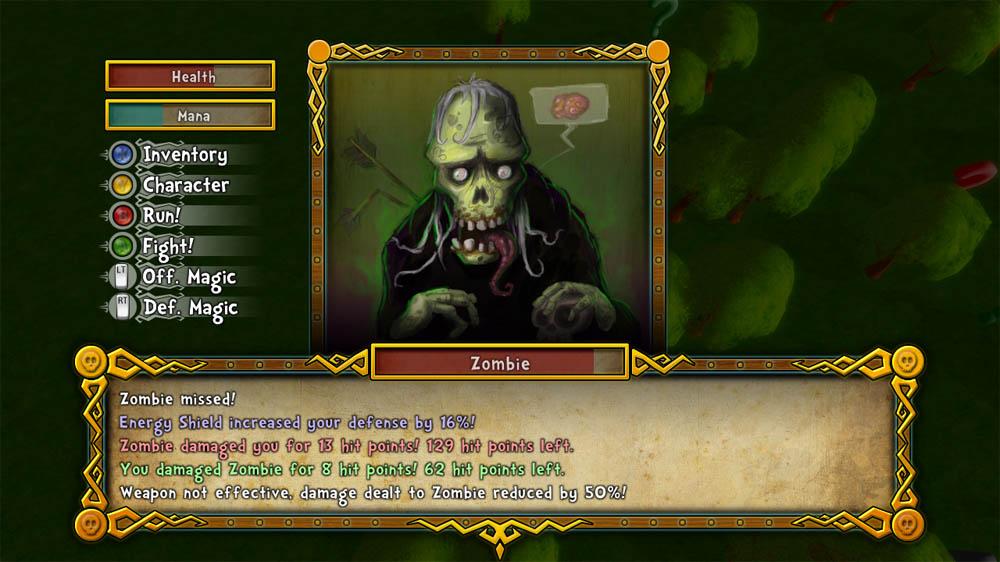 Health
Mana
Inventory
Character
Run!
Fight!
LT
Off. Magic
RT
Def. Magic
Zombie
Zombie missed!
Energy Shield increased your defense by 16%!
Zombie damaged you for 13 hit points! 129 hit points left.
You damaged Zombie for 8 hit points! 62 hit points left.
Weapon not effective, damage dealt to Zombie reduced by 50%!